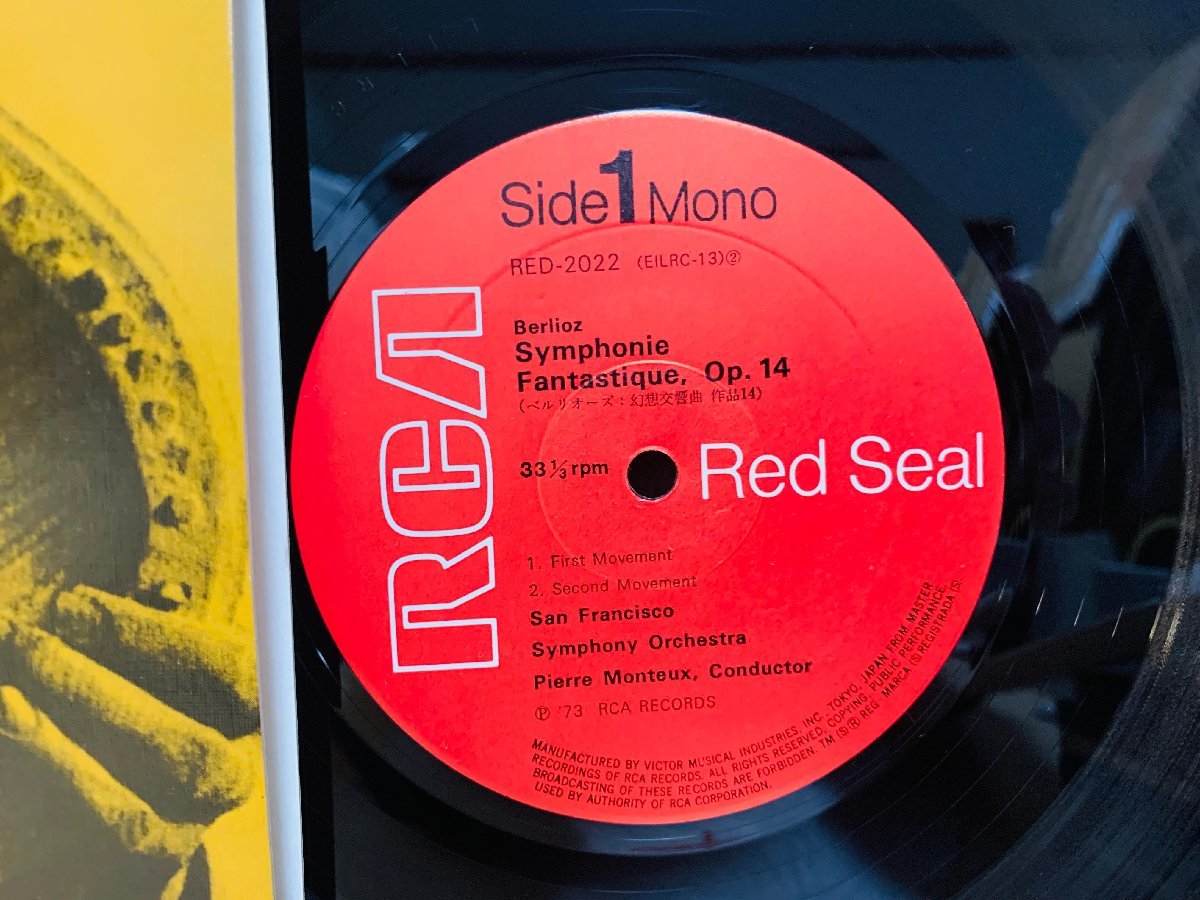 Side 1 Mono
RED-2022 (EILRC-13)②
Berlioz
Symphonie
Fantastique, Op. 14
(ベルリオーズ:幻想交響曲 作品14)
33 1/3 rpm
Red Seal
RCA
1. First Movement
2. Second Movement
San Francisco
Symphony Orchestra
Pierre Monteux, Conductor
Ⓟ '73 RCA RECORDS
MANUFACTURED BY VICTOR MUSICAL INDUSTRIES, INC. TOKYO, JAPAN FROM MASTER
RECORDINGS OF RCA RECORDS. ALL RIGHTS RESERVED, COPYING, PUBLIC PERFORMANCE,
BROADCASTING OF THESE RECORDS ARE FORBIDDEN. TM (S) ® REG. MARCA (S) REGISTRADA (S)
USED BY AUTHORITY OF RCA CORPORATION.